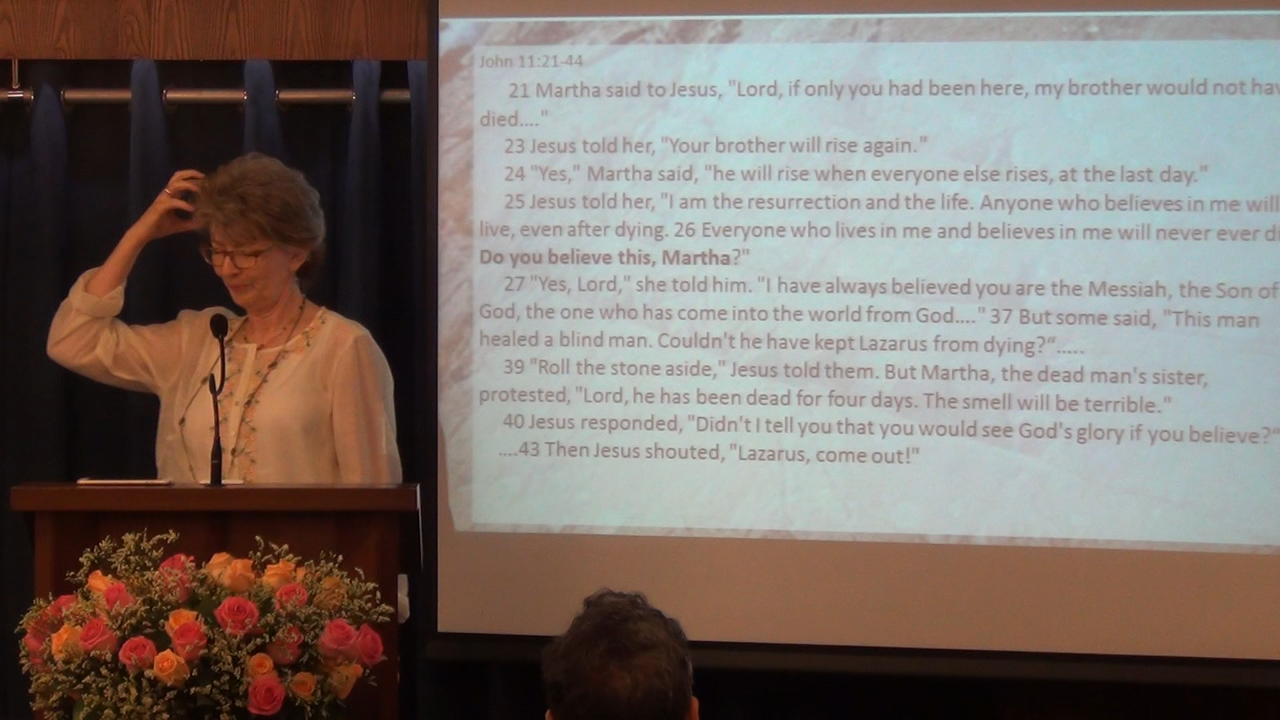 John 11:21-44
21 Martha said to Jesus, "Lord, if only you had been here, my brother would not hav
died...."
23 Jesus told her, "Your brother will rise again."
24 "Yes," Martha said, "he will rise when everyone else rises, at the last day."
25 Jesus told her, "I am the resurrection and the life. Anyone who believes in me will
live, even after dying. 26 Everyone who lives in me and believes in me will never ever di
Do you believe this, Martha?"
27 "Yes, Lord," she told him. "I have always believed you are the Messiah, the Son of
God, the one who has come into the world from God...." 37 But some said, "This man
healed a blind man. Couldn't he have kept Lazarus from dying?“.....
39 "Roll the stone aside," Jesus told them. But Martha, the dead man's sister,
protested, "Lord, he has been dead for four days. The smell will be terrible."
40 Jesus responded, "Didn't I tell you that you would see God's glory if you believe?"
....43 Then Jesus shouted, "Lazarus, come out!"